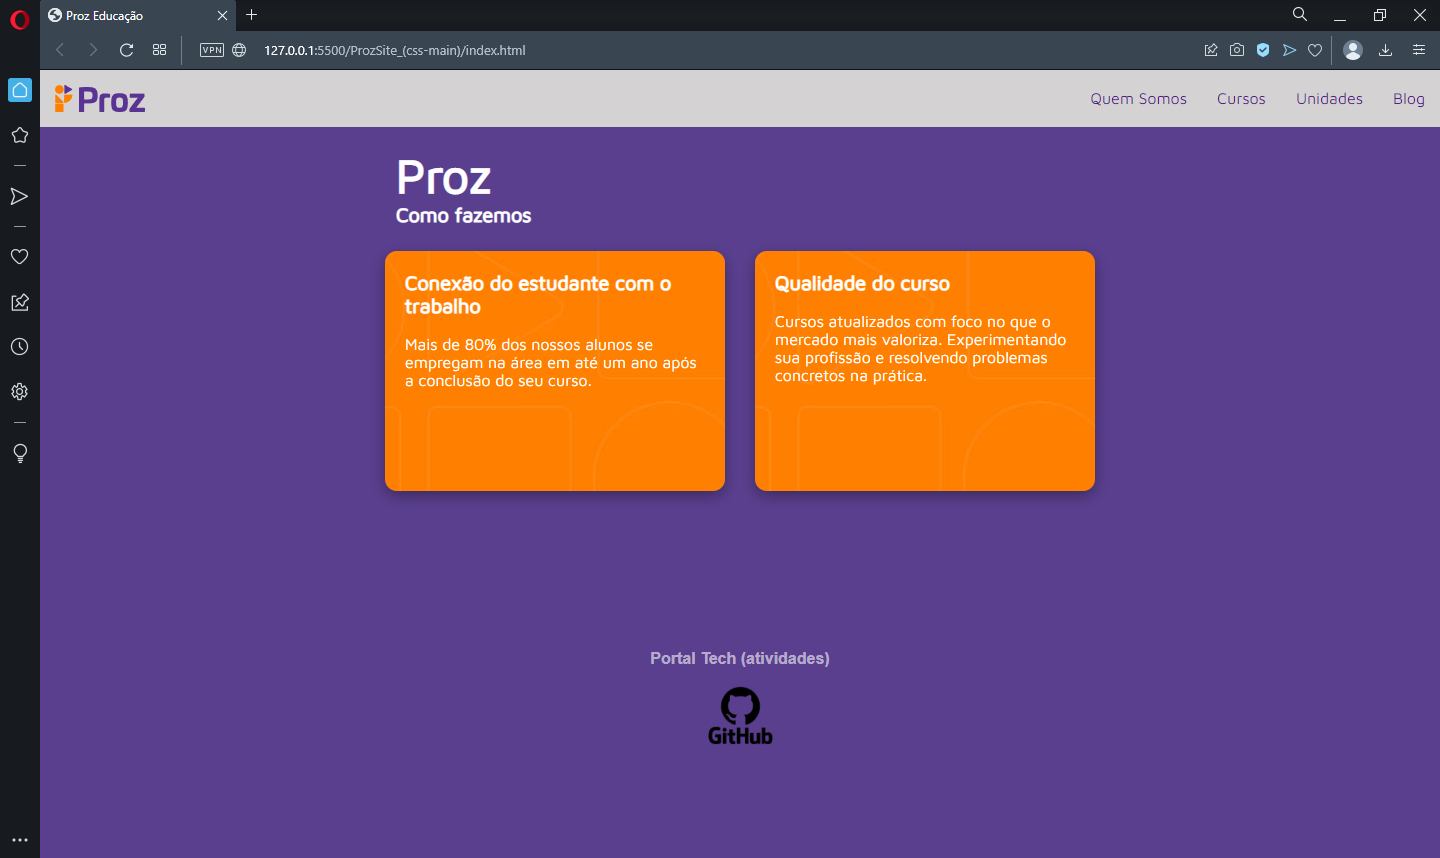 Proz Educação
VPN
127.0.0.1:5500/ProzSite_(css-main)/index.html
Proz
Quem Somos
Cursos
Unidades
Blog
Proz
Como fazemos
Conexão do estudante com o
trabalho
Mais de 80% dos nossos alunos se
empregam na área em até um ano após
a conclusão do seu curso.
Qualidade do curso
Cursos atualizados com foco no que o
mercado mais valoriza. Experimentando
sua profissão e resolvendo problemas
concretos na prática.
Portal Tech (atividades)
GitHub